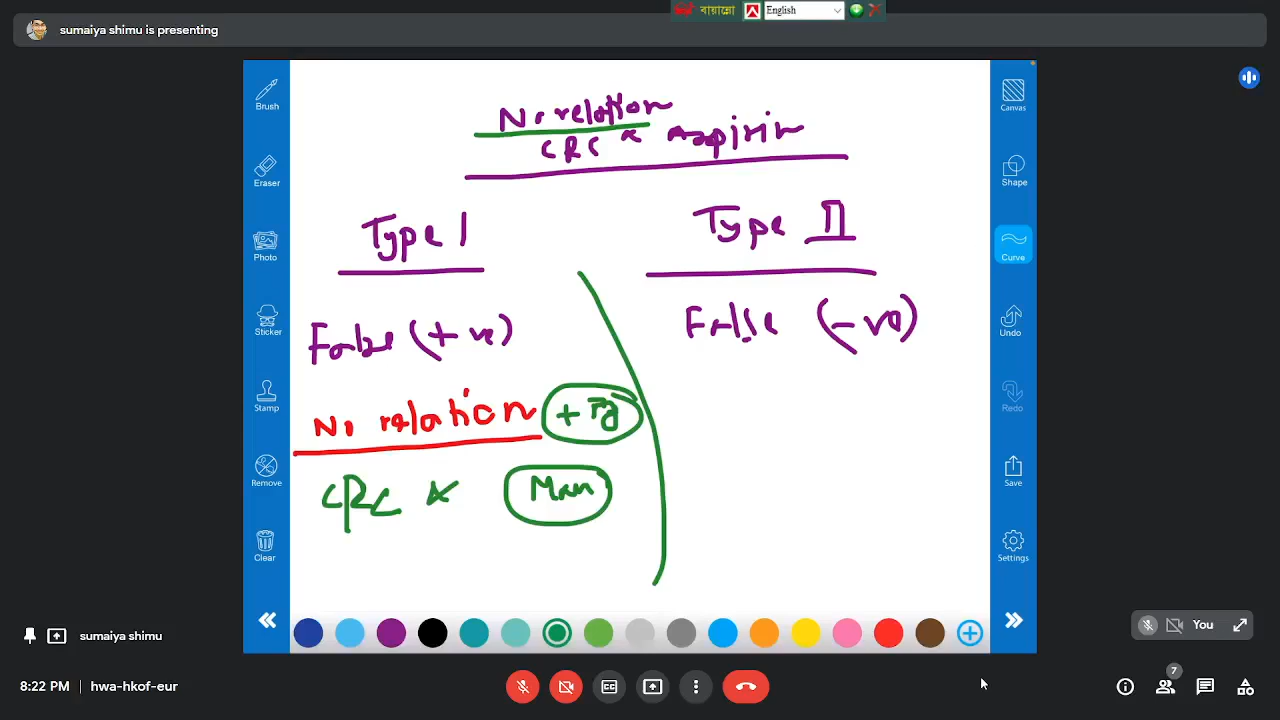 বায়ান্নো English
sumaiya shimu is presenting
Brush
Eraser
Photo
Sticker
Stamp
Remove
Clear
Canvas
Shape
Curve
Undo
Redo
Save
Settings
No relation
CRC & Aspirin
Type I
Type II
False (+ ve)
False (- ve)
No relation
CRC & Man
sumaiya shimu
You
8:22 PM | hwa-hkof-eur
CC
7